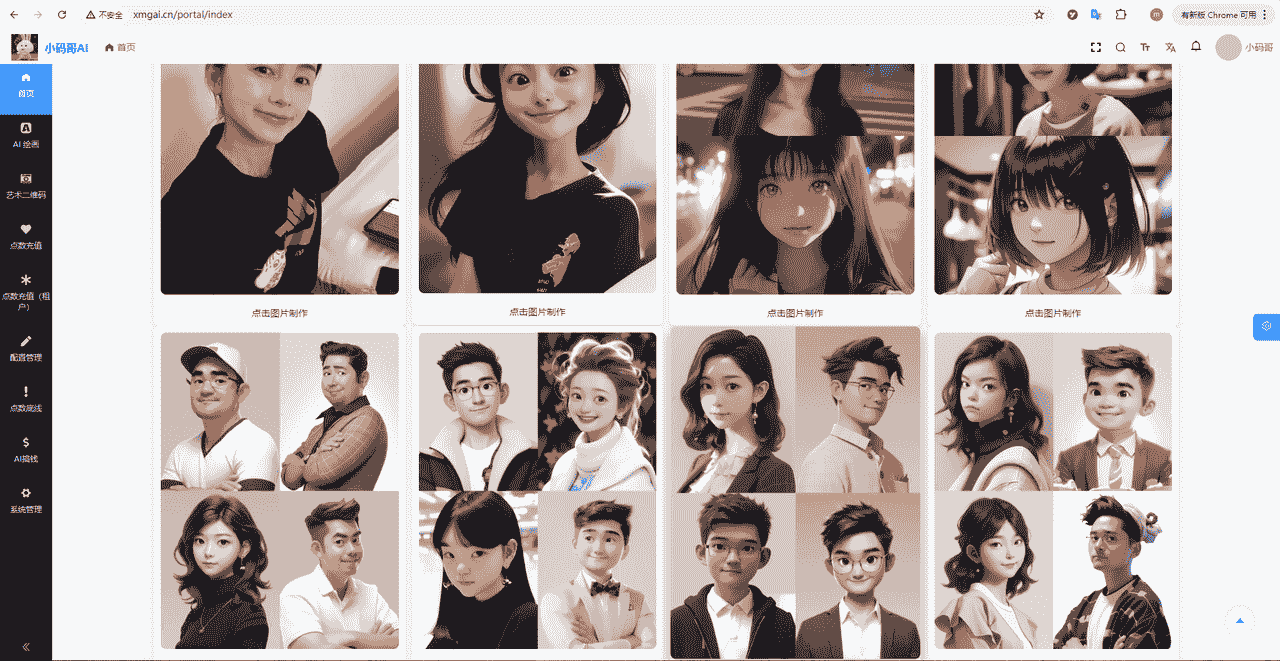 不安全 xmgai.cn/portal/index
有新版 Chrome 可用
小码哥AI 首页
小码哥
首页
AI 绘画
艺术二维码
点数充值
点数充值（租
户）
配置管理
点数底线
AI搞钱
系统管理
点击图片制作
点击图片制作
点击图片制作
点击图片制作